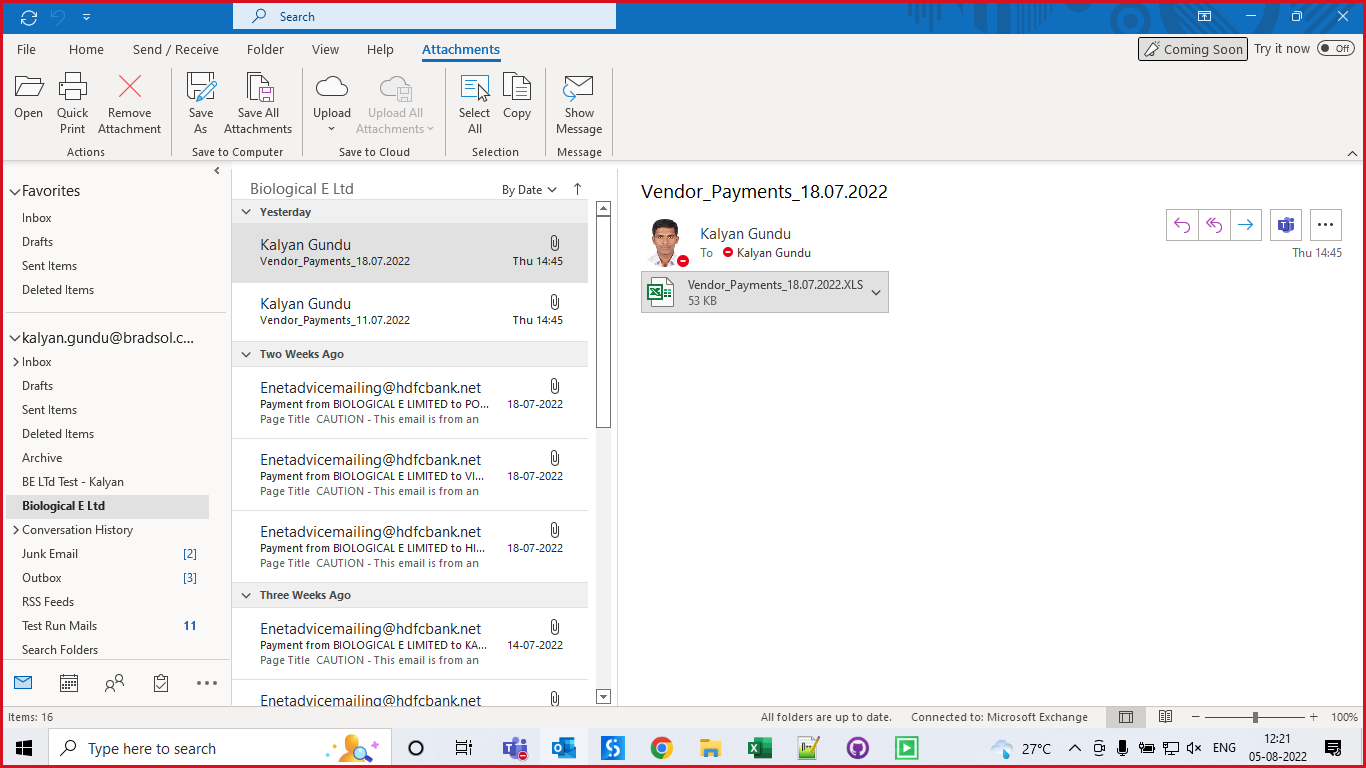 Search
File Home Send / Receive Folder View Help Attachments
Coming Soon Try it now Off
Open Quick Print Remove Attachment Save As Save All Attachments Upload Upload All Attachments Select All Copy Show Message
Actions Save to Computer Save to Cloud Selection Message
Favorites
Inbox
Drafts
Sent Items
Deleted Items
kalyan.gundu@bradsol.c...
Inbox
Drafts
Sent Items
Deleted Items
Archive
BE LTd Test - Kalyan
Biological E Ltd
Conversation History
Junk Email [2]
Outbox [3]
RSS Feeds
Test Run Mails 11
Search Folders
Biological E Ltd By Date
Yesterday
Kalyan Gundu
Vendor_Payments_18.07.2022 Thu 14:45
Kalyan Gundu
Vendor_Payments_11.07.2022 Thu 14:45
Two Weeks Ago
Enetadvicemailing@hdfcbank.net
Payment from BIOLOGICAL E LIMITED to PO... 18-07-2022
Page Title CAUTION - This email is from an
Enetadvicemailing@hdfcbank.net
Payment from BIOLOGICAL E LIMITED to VI... 18-07-2022
Page Title CAUTION - This email is from an
Enetadvicemailing@hdfcbank.net
Payment from BIOLOGICAL E LIMITED to HI... 18-07-2022
Page Title CAUTION - This email is from an
Three Weeks Ago
Enetadvicemailing@hdfcbank.net
Payment from BIOLOGICAL E LIMITED to KA... 14-07-2022
Page Title CAUTION - This email is from an
Enetadvicemailing@hdfcbank.net
Vendor_Payments_18.07.2022
Kalyan Gundu
To Kalyan Gundu
Thu 14:45
Vendor_Payments_18.07.2022.XLS
53 KB
Items: 16 All folders are up to date. Connected to: Microsoft Exchange 100%
Type here to search 27°C ENG
12:21
05-08-2022